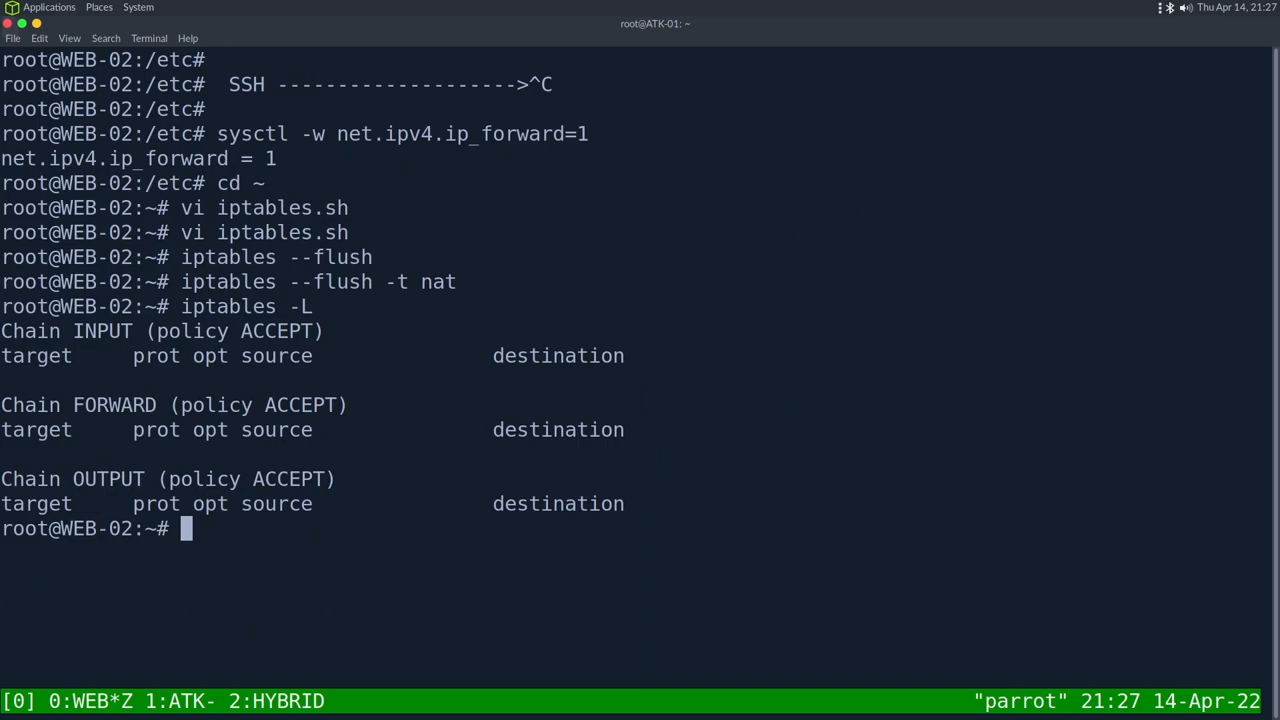 Applications Places System
Thu Apr 14, 21:27
root@ATK-01: ~
File Edit View Search Terminal Help
root@WEB-02:/etc#
root@WEB-02:/etc#  SSH -------------------->^C
root@WEB-02:/etc#
root@WEB-02:/etc# sysctl -w net.ipv4.ip_forward=1
net.ipv4.ip_forward = 1
root@WEB-02:/etc# cd ~
root@WEB-02:~# vi iptables.sh
root@WEB-02:~# vi iptables.sh
root@WEB-02:~# iptables --flush
root@WEB-02:~# iptables --flush -t nat
root@WEB-02:~# iptables -L
Chain INPUT (policy ACCEPT)
target     prot opt source               destination
Chain FORWARD (policy ACCEPT)
target     prot opt source               destination
Chain OUTPUT (policy ACCEPT)
target     prot opt source               destination
root@WEB-02:~#
[0] 0:WEB*Z 1:ATK- 2:HYBRID "parrot" 21:27 14-Apr-22